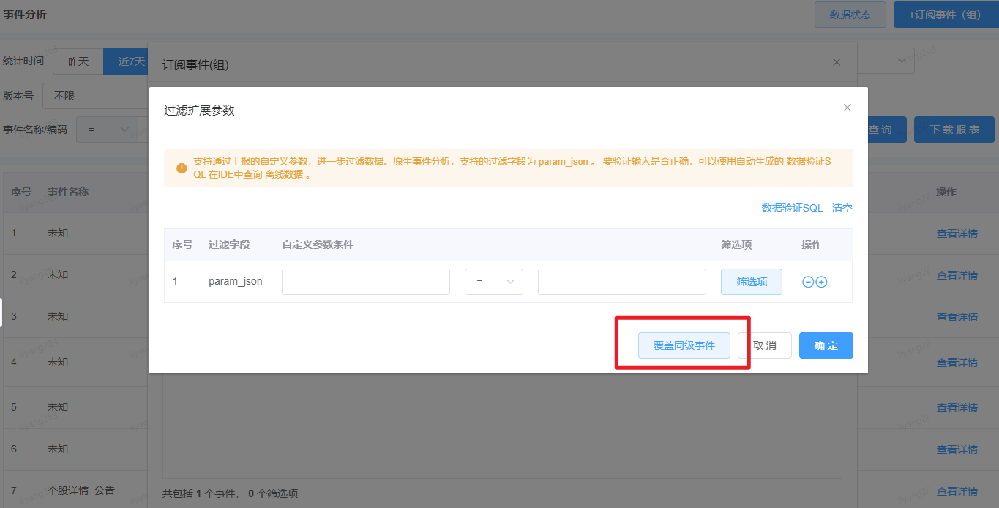 事件分析
数据状态
+订阅事件（组）
统计时间
昨天
近7天
订阅事件(组)
版本号
不限
过滤扩展参数
事件名称/编码
=
查 询
下 载 报 表
支持通过上报的自定义参数，进一步过滤数据。原生事件分析，支持的过滤字段为 param_json 。 要验证输入是否正确，可以使用自动生成的 数据验证S
QL 在IDE中查询 离线数据 。
序号 事件名称 操作
数据验证SQL 清空
1 未知 查看详情
序号 过滤字段 自定义参数条件 筛选项 操作
2 未知 查看详情
1 param_json = 筛选项
3 未知 查看详情
覆盖同级事件 取 消 确 定
4 未知 查看详情
5 未知 查看详情
6 未知 查看详情
7 个股详情_公告 查看详情
共包括 1 个事件， 0 个筛选项